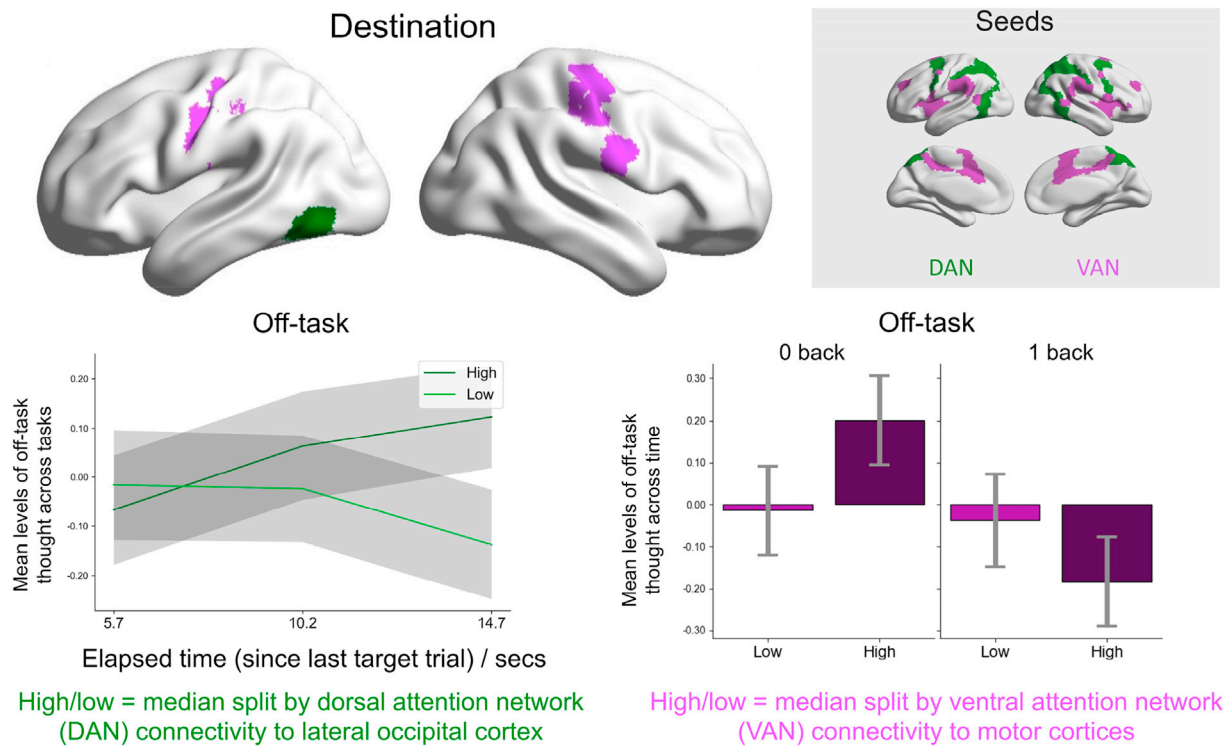 Destination
Seeds
DAN
VAN
Off-task
Mean levels of off-task
thought across tasks
0.20
0.10
0.00
-0.10
-0.20
High
Low
5.7
10.2
14.7
Elapsed time (since last target trial) / secs
High/low = median split by dorsal attention network
(DAN) connectivity to lateral occipital cortex
Off-task
0 back
1 back
Mean levels of off-task
thought across time
0.30
0.20
0.10
0.00
-0.10
-0.20
-0.30
Low
High
Low
High
High/low = median split by ventral attention network
(VAN) connectivity to motor cortices